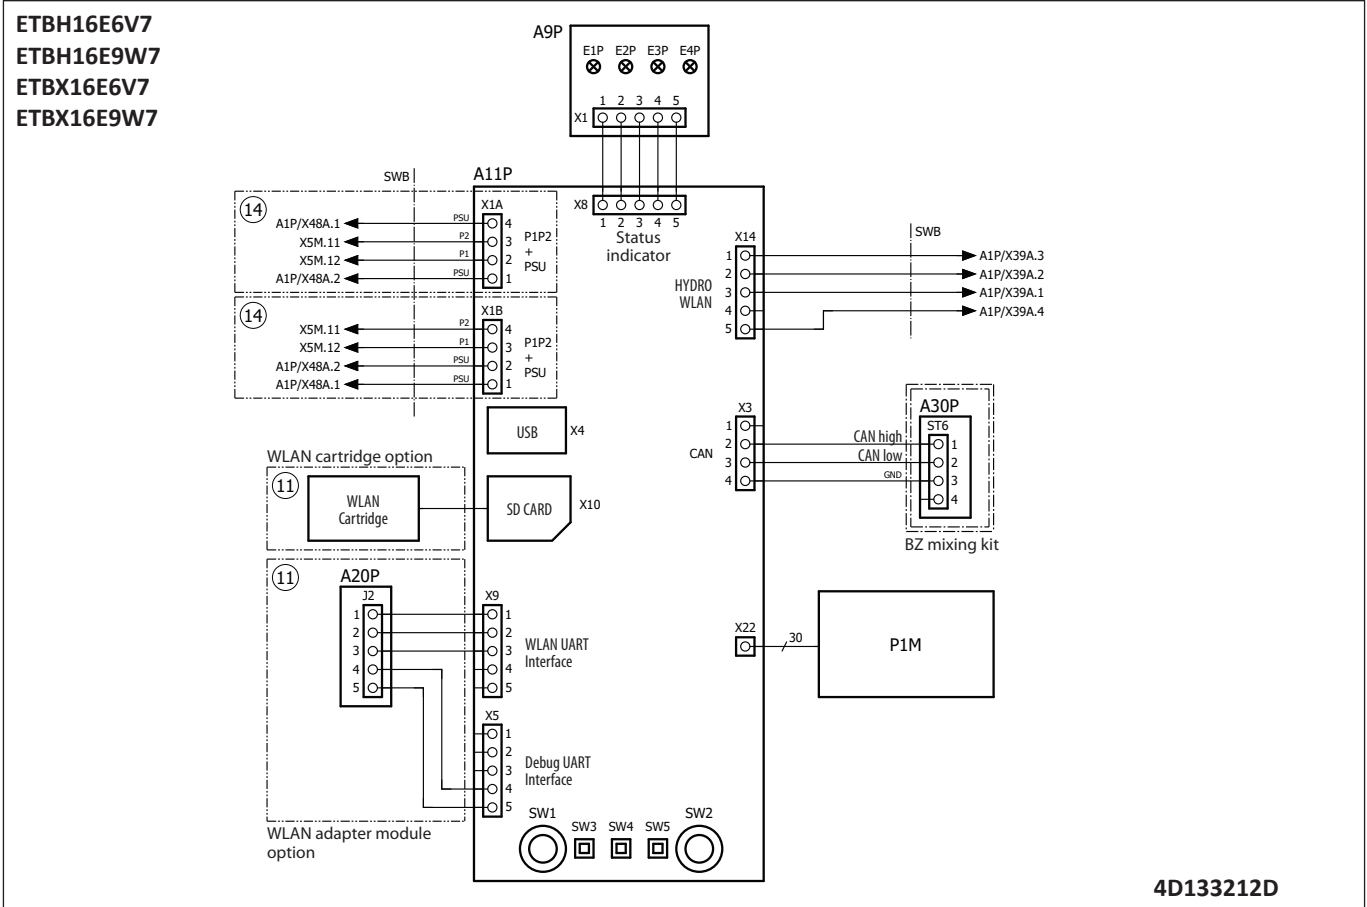 ETBH16E6V7
ETBH16E9W7
ETBX16E6V7
ETBX16E9W7
A9P
E1P E2P E3P E4P
1 2 3 4 5
X1
SWB
A11P
14
X1A
A1P/X48A.1 PSU 4
X5M.11 P2 3
X5M.12 P1 2
A1P/X48A.2 PSU 1
P1P2
+
PSU
14
X1B
X5M.11 P2 4
X5M.12 P1 3
A1P/X48A.2 PSU 2
A1P/X48A.1 PSU 1
P1P2
+
PSU
X8
1 2 3 4 5
Status
indicator
X14
SWB
1 A1P/X39A.3
2 A1P/X39A.2
3 A1P/X39A.1
4 A1P/X39A.4
5
HYDRO
WLAN
USB X4
WLAN cartridge option
11
WLAN
Cartridge
SD CARD X10
X3
1
2
3
4
CAN
CAN high
CAN low
GND
A30P
ST6
1
2
3
4
BZ mixing kit
11
A20P
J2
1
2
3
4
5
X9
1
2
3
4
5
WLAN UART
Interface
X22
30
P1M
X5
1
2
3
4
5
Debug UART
Interface
WLAN adapter module
option
SW1 SW3 SW4 SW5 SW2
4D133212D